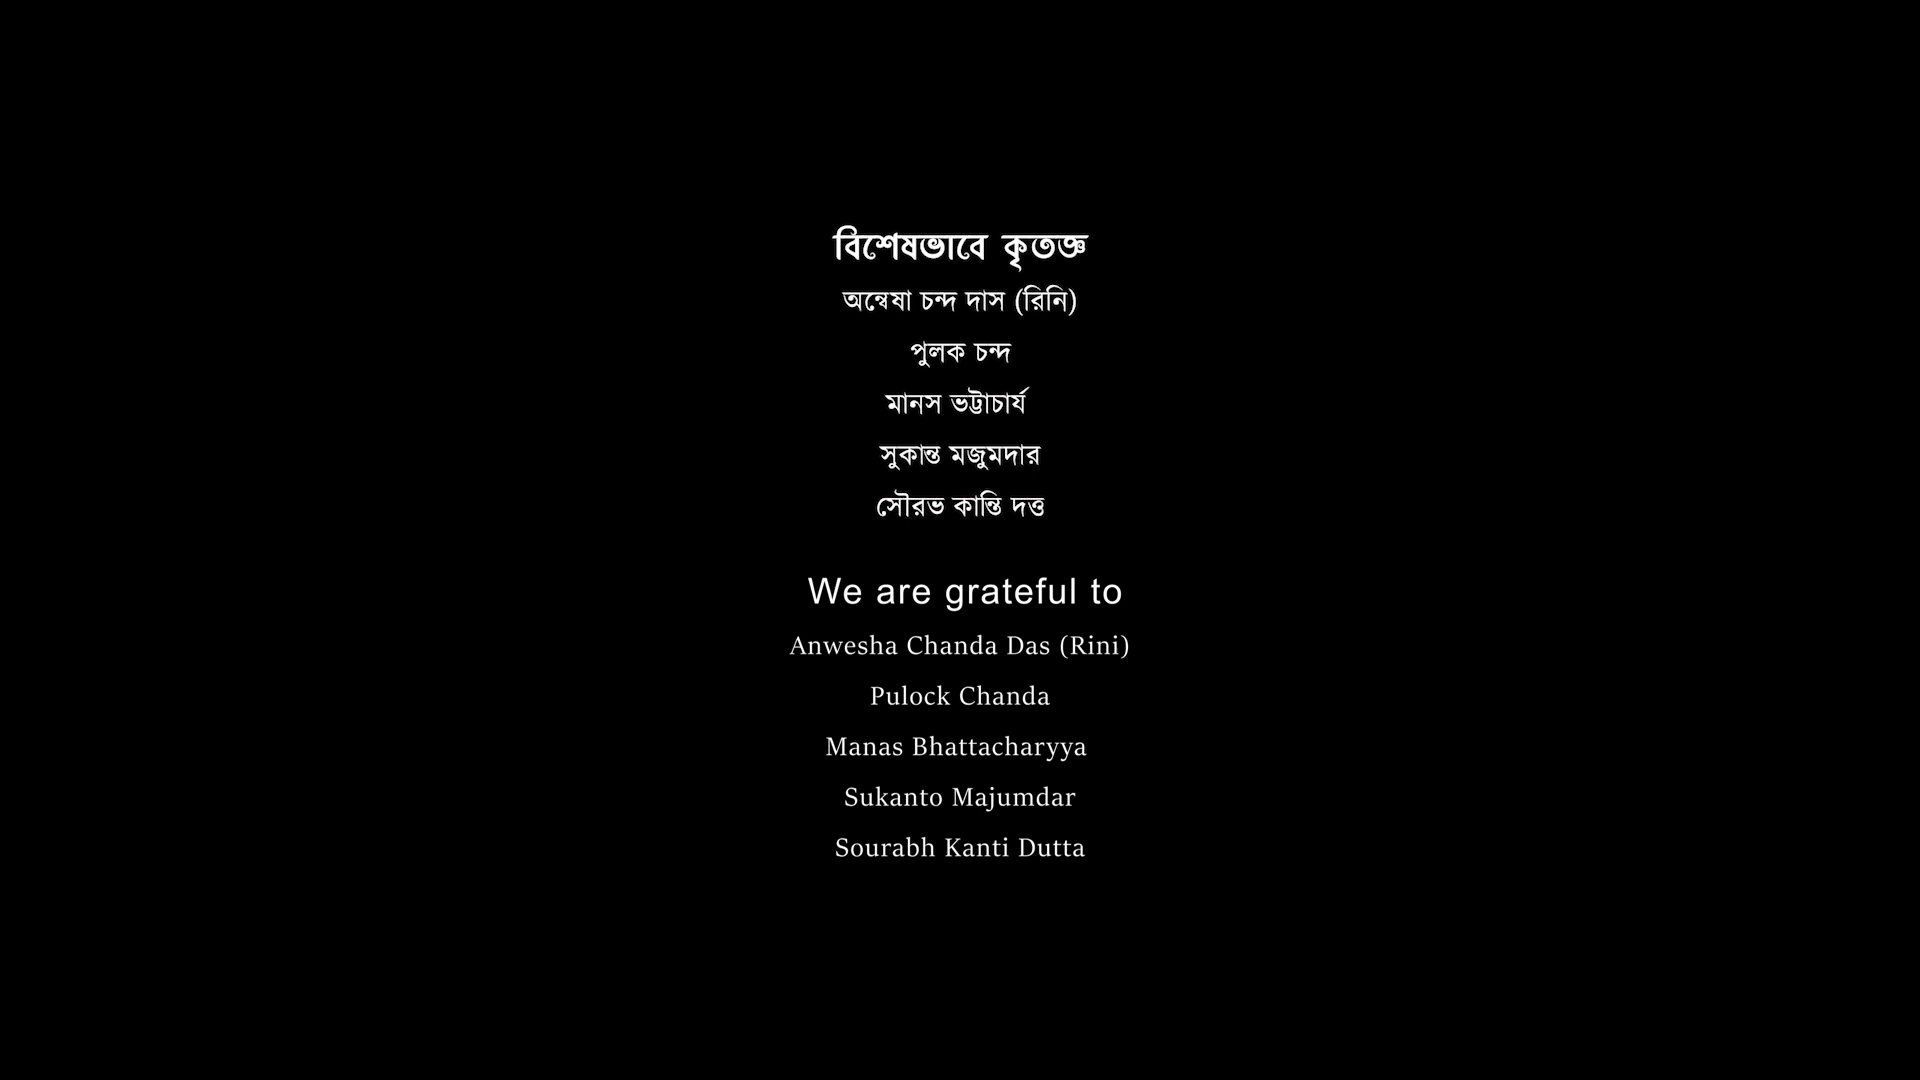 বিশেষভাবে কৃতজ্ঞ
অন্বেষা চন্দ দাস (রিনি)
পুলক চন্দ
মানস ভট্টাচার্য
সুকান্ত মজুমদার
সৌরভ কান্তি দত্ত
We are grateful to
Anwesha Chanda Das (Rini)
Pulock Chanda
Manas Bhattacharyya
Sukanto Majumdar
Sourabh Kanti Dutta